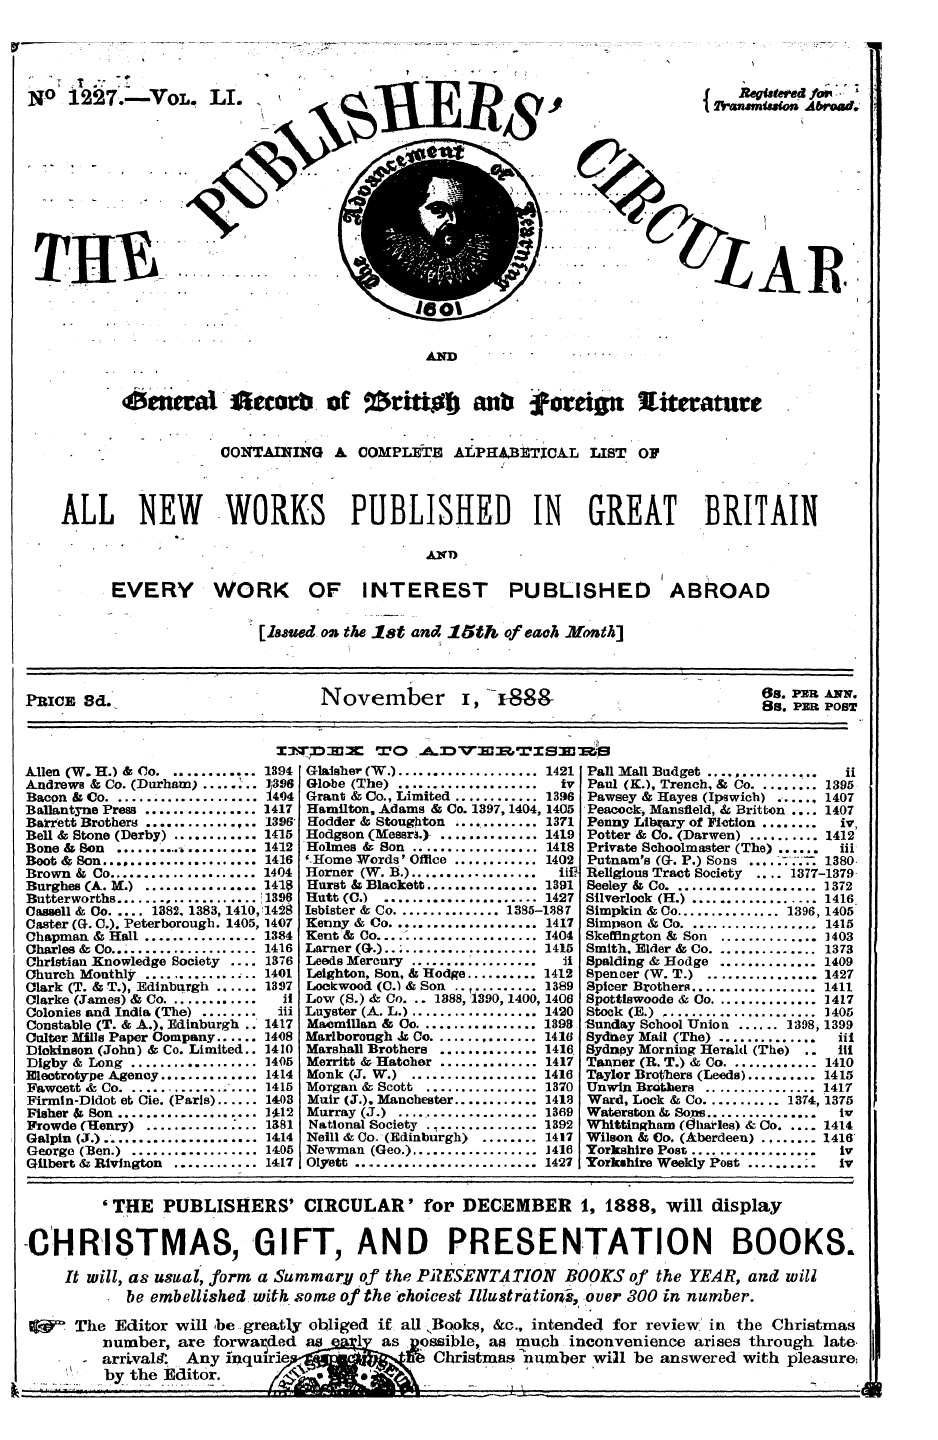 No 1227.—VOL. LI.
Registered for
Transmission Abroad.
THE PUBLISHERS' CIRCULAR
The Advancement of Learning
1601
AND
General Record of British and Foreign Literature
CONTAINING A COMPLETE ALPHABETICAL LIST OF
ALL NEW WORKS PUBLISHED IN GREAT BRITAIN
AND
EVERY WORK OF INTEREST PUBLISHED ABROAD
[Issued on the 1st and 15th of each Month]
PRICE 3d.
November 1, 1888
6s. PER ANN.
8s. PER POST
INDEX TO ADVERTISERS
Allen (W. H.) & Co. ............ 1394
Andrews & Co. (Durham) ........ 1396
Bacon & Co. ..................... 1404
Ballantyne Press ................ 1417
Barrett Brothers ................ 1396
Bell & Stone (Derby) ............ 1415
Bone & Son ..................... 1412
Boot & Son...................... 1416
Brown & Co...................... 1404
Burghes (A. M.) ................ 1418
Butterworths.................... 1396
Cassell & Co. .... 1382, 1383, 1410, 1428
Caster (G. C.), Peterborough. 1405, 1407
Chapman & Hall ................ 1384
Charles & Co.................... 1416
Christian Knowledge Society .... 1376
Church Monthly ................ 1401
Clark (T. & T.), Edinburgh ...... 1397
Clarke (James) & Co. ............ ii
Colonies and India (The) ........ iii
Constable (T. & A.), Edinburgh .. 1417
Culter Mills Paper Company...... 1408
Dickinson (John) & Co. Limited.. 1410
Digby & Long .................. 1405
Electrotype Agency.............. 1414
Fawcett & Co. .................. 1415
Firmin-Didot et Cie. (Paris)...... 1403
Fisher & Son .................... 1412
Frowde (Henry) ................ 1381
Galpin (J.)...................... 1414
George (Ben.) .................. 1405
Gilbert & Rivington ............ 1417
Glaisher (W.).................... 1421
Globe (The) .................... iv
Grant & Co., Limited ............ 1396
Hamilton, Adams & Co. 1397, 1404, 1405
Hodder & Stoughton ............ 1371
Hodgson (Messrs.) .............. 1419
Holmes & Son .................. 1418
'Home Words' Office ............ 1402
Horner (W. B.).................. iii
Hurst & Blackett................ 1391
Hutt (C.) ...................... 1427
Isbister & Co. .............. 1385–1387
Kenny & Co. .................... 1417
Kent & Co. .................... 1404
Larner (G.)...................... 1415
Leeds Mercury .................. ii
Leighton, Son, & Hodge.......... 1412
Lockwood (C.) & Son ............ 1389
Low (S.) & Co. .. 1388, 1390, 1400, 1406
Luyster (A. L.) .................. 1420
Macmillan & Co. ................ 1393
Marlborough & Co. .............. 1416
Marshall Brothers .............. 1416
Merritt & Hatcher .............. 1417
Monk (J. W.) .................... 1416
Morgan & Scott ................ 1370
Muir (J.), Manchester............ 1413
Murray (J.) .................... 1369
National Society ................ 1392
Neill & Co. (Edinburgh) 1417
Newman (Geo.).................. 1416
Olyett .......................... 1427
Pall Mall Budget ................ ii
Paul (K.), Trench, & Co. ........ 1395
Pawsey & Hayes (Ipswich) ...... 1407
Peacock, Mansfield, & Britton .... 1407
Penny Library of Fiction ........ iv
Potter & Co. (Darwen) .......... 1412
Private Schoolmaster (The) ...... iii
Putnam's (G. P.) Sons .......... 1380
Religious Tract Society .... 1377–1379
Seeley & Co. .................... 1372
Silverlock (H.) .................. 1416
Simpkin & Co............... 1396, 1405
Simpson & Co. .................. 1415
Skeffington & Son .............. 1403
Smith, Elder & Co. .............. 1373
Spalding & Hodge .............. 1409
Spencer (W. T.) ................ 1427
Spicer Brothers.................. 1411
Spottiswoode & Co. .............. 1417
Stock (E.) ...................... 1405
Sunday School Union ...... 1398, 1399
Sydney Mail (The) .............. iii
Sydney Morning Herald (The) .. iii
Tanner (R. T.) & Co. ............ 1410
Taylor Brothers (Leeds).......... 1415
Unwin Brothers 1417
Ward, Lock & Co. .......... 1374, 1375
Waterston & Sons................ iv
Whittingham (Charles) & Co. .... 1414
Wilson & Co. (Aberdeen) ........ 1416
Yorkshire Post .................. iv
Yorkshire Weekly Post .......... iv
'THE PUBLISHERS' CIRCULAR' for DECEMBER 1, 1888, will display
CHRISTMAS, GIFT, AND PRESENTATION BOOKS.
It will, as usual, form a Summary of the PRESENTATION BOOKS of the YEAR, and will
be embellished with some of the choicest Illustrations, over 300 in number.
The Editor will be greatly obliged if all Books, &c., intended for review in the Christmas
number, are forwarded as early as possible, as much inconvenience arises through late
arrivals. Any inquiries respecting the Christmas number will be answered with pleasure
by the Editor.
BRITISH MUSEUM